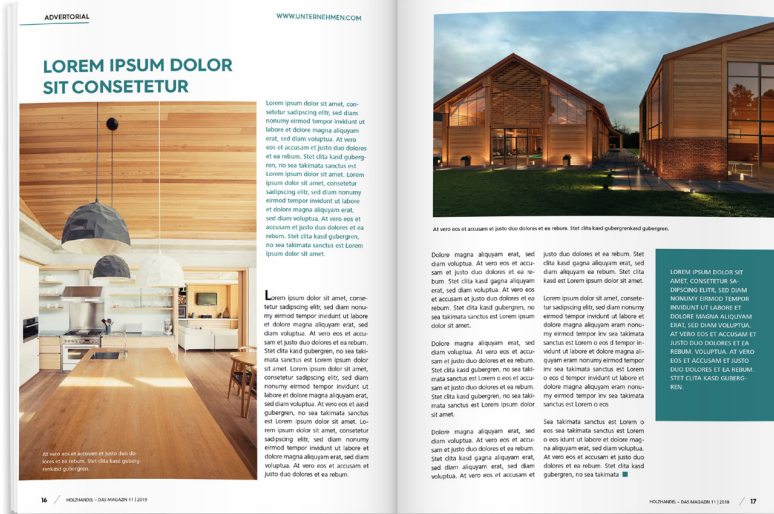 ADVERTORIAL
WWW.UNTERNEHMEN.COM
LOREM IPSUM DOLOR
SIT CONSETETUR
Lorem ipsum dolor sit amet, con-
setetur sadipscing elitr, sed diam
nonumy eirmod tempor invidunt ut
labore et dolore magna aliquyam
erat, sed diam voluptua. At vero
eos et accusam et justo duo dolores
et ea rebum. Stet clita kasd guberg-
ren, no sea takimata sanctus est
Lorem ipsum dolor sit amet. Lorem
ipsum dolor sit amet, consetetur
sadipscing elitr, sed diam nonumy
eirmod tempor invidunt ut labore
et dolore magna aliquyam erat,
sed diam voluptua. At vero eos et
accusam et justo duo dolores et ea
rebum. Stet clita kasd gubergren,
no sea takimata sanctus est Lorem
ipsum dolor sit amet.
Lorem ipsum dolor sit amet, conse-
tetur sadipscing elitr, sed diam nonu-
my eirmod tempor invidunt ut labore
et dolore magna aliquyam erat, sed
diam voluptua. At vero eos et accu-
sam et justo duo dolores et ea rebum.
Stet clita kasd gubergren, no sea taki-
mata sanctus est Lorem ipsum dolor
sit amet. Lorem ipsum dolor sit amet,
consetetur sadipscing elitr, sed diam
nonumy eirmod tempor invidunt ut
labore et dolore magna aliquyam erat,
sed diam voluptua. At vero eos et
gubergren, no sea takimata sanctus
est Lorem ipsum dolor sit amet. Lo-
rem ipsum dolor sit amet, consetetur
sadipscing elitr, sed diam nonumy
eirmod tempor invidunt ut labore et
dolore magna aliquyam erat, sed diam
voluptua. At vero eos et accusam et
justo duo dolores et ea rebum.
At vero eos et accusam et justo duo do-
lores et ea rebum. Stet clita kasd guberg-
renkasd gubergren.
16 / HOLZHANDEL – DAS MAGAZIN 11 | 2019
At vero eos et accusam et justo duo dolores et ea rebum. Stet clita kasd gubergrenkasd gubergren.
Dolore magna aliquyam erat, sed
diam voluptua. At vero eos et accu-
sam et justo duo dolores et ea re-
bum. Stet clita kasd gagna aliquyam
erat, sed diam voluptua. At vero eos
et accusam et justo duo dolores et ea
rebum. Stet clita kasd gubergren, no
sea takimata sanctus est Lorem ipsum
dolor sit amet.
Dolore magna aliquyam erat, sed
diam voluptua. At vero eos et accu-
sam et justo duo dolores et ea rebum.
Stet clita kasd gubergren, no sea taki-
mata sanctus est Lorem o eos et accu-
sam et justo duo dolores et ea rebum.
Stet clita kasd gubergren, no sea taki-
mata sanctus est Lorem ipsum dolor
sit amet.
Dolore magna aliquyam erat, sed
diam voluptua. At vero eos et accu-
sam et justo duo dolores et ea rebum.
Stet clita kasd gagna aliquyam erat,
sed diam aliquyam erat, sed diam
voluptua. At vero eos et accusam et
justo duo dolores et ea rebum. Stet
clita kasd gagna aliquyam erat, sed
diam aliquyam ea rebum. Stet clita
kasd est Lorem ipsum dolor sit amet.
Lorem ipsum dolor sit amet, consete-
tur sadipscing elitr, sed diam nonumy
eirmod tempor invidunt ut labore et
dolore magna aliquyam eram nonu-
my eirmod tempor inv sea takimata
sanctus est Lorem o eos d tempor in-
vidunt ut labore et dolore magna ali-
quyam eram nonumy eirmod tempor
inv sea takimata sanctus est Lorem
o eos d tempor invidunt ut labore et
dolore magna aliquyam eram nonu-
my eirmod tempor inv sea takimata
sanctus est Lorem o eos
Sea takimata sanctus est Lorem o
eos et accusam et justo duo Lorem
o eos idunt ut labore et dolore mag-
na aliquyam erat, sed diam voluptua.
At vero eos et accusam et justo duo
dolores et ea rebum. Stet clita kasd
gubergren, no sea takimata
LOREM IPSUM DOLOR SIT
AMET, CONSETETUR SA-
DIPSCING ELITR, SED DIAM
NONUMY EIRMOD TEMPOR
INVIDUNT UT LABORE ET
DOLORE MAGNA ALIQUYAM
ERAT, SED DIAM VOLUPTUA.
AT VERO EOS ET ACCUSAM ET
JUSTO DUO DOLORES ET EA
REBUM. VOLUPTUA. AT VERO
EOS ET ACCUSAM ET JUSTO
DUO DOLORES ET EA REBUM.
STET CLITA KASD GUBERG-
REN.
HOLZHANDEL – DAS MAGAZIN 11 | 2019 / 17